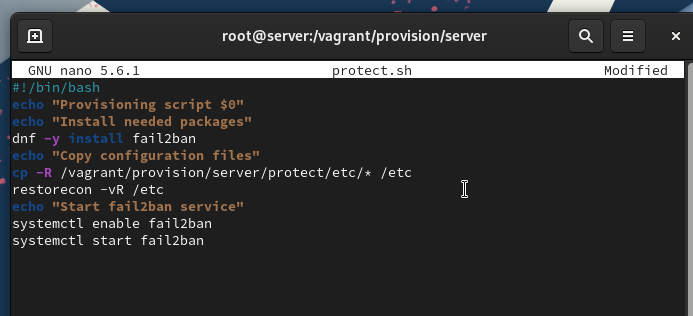 root@server:/vagrant/provision/server
GNU nano 5.6.1 protect.sh Modified
#!/bin/bash
echo "Provisioning script $0"
echo "Install needed packages"
dnf -y install fail2ban
echo "Copy configuration files"
cp -R /vagrant/provision/server/protect/etc/* /etc
restorecon -vR /etc
echo "Start fail2ban service"
systemctl enable fail2ban
systemctl start fail2ban